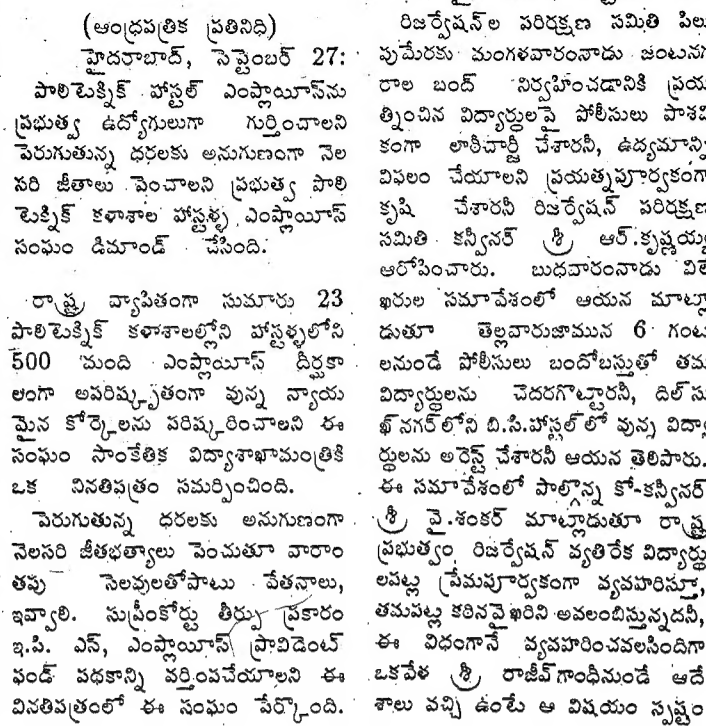 (ఆంధ్రపత్రిక ప్రతినిధి)
హైదరాబాద్, సెప్టెంబర్ 27:
పాలిటెక్నిక్ హాస్టల్ ఎంప్లాయీస్‌ను
ప్రభుత్వ ఉద్యోగులుగా గుర్తించాలని
పెరుగుతున్న ధరలకు అనుగుణంగా నెల
సరి జీతాలు పెంచాలని ప్రభుత్వ పాలి
టెక్నిక్ కళాశాల హాస్టళ్ళ ఎంప్లాయీస్
సంఘం డిమాండ్ చేసింది.
రాష్ట్ర వ్యాపితంగా సుమారు 23
పాలిటెక్నిక్ కళాశాలల్లోని హాస్టళ్ళలోని
500 మంది ఎంప్లాయీస్ దీర్ఘకా
లంగా అపరిష్కృతంగా వున్న న్యాయ
మైన కోర్కెలను పరిష్కరించాలని ఈ
సంఘం సాంకేతిక విద్యాశాఖామంత్రికి
ఒక వినతిపత్రం సమర్పించింది.
పెరుగుతున్న ధరలకు అనుగుణంగా
నెలసరి జీతభత్యాలు పెంచుతూ వారాం
తపు సెలవులతోపాటు వేతనాలు,
ఇవ్వాలి. సుప్రీంకోర్టు తీర్పు ప్రకారం
ఇ.పి. ఎన్, ఎంప్లాయీస్ ప్రావిడెంట్
ఫండ్ పథకాన్ని వర్తింపచేయాలని ఈ
వినతిపత్రంలో ఈ సంఘం పేర్కొంది.
రిజర్వేషన్‌ల పరిరక్షణ సమితి పిలు
పుమేరకు మంగళవారంనాడు జంటనగ
రాల బంద్ నిర్వహించడానికి ప్రయ
త్నించిన విద్యార్థులపై పోలీసులు పాశవి
కంగా లాఠీచార్జీ చేశారనీ, ఉద్యమాన్ని
విఫలం చేయాలని ప్రయత్నపూర్వకంగా
కృషి చేశారనీ రిజర్వేషన్ పరిరక్షణ
సమితి కన్వీనర్ శ్రీ ఆర్.కృష్ణయ్య
ఆరోపించారు. బుధవారంనాడు విలే
ఖరుల సమావేశంలో ఆయన మాట్లా
డుతూ తెల్లవారుజామున 6 గంట
లనుండే పోలీసులు బందోబస్తుతో తమ
విద్యార్థులను చెదరగొట్టారనీ, దిల్‌సు
ఖ్‌నగర్‌లోని బి.సి.హాస్టల్‌లో వున్న విద్యా
ర్థులను అరెస్ట్ చేశారనీ ఆయన తెలిపారు.
ఈ సమావేశంలో పాల్గొన్న కో-కన్వీనర్
శ్రీ వై.శంకర్ మాట్లాడుతూ రాష్ట్ర
ప్రభుత్వం రిజర్వేషన్ వ్యతిరేక విద్యార్థు
లపట్ల ప్రేమపూర్వకంగా వ్యవహరిస్తూ,
తమపట్ల కఠినవైఖరిని అవలంబిస్తున్నదనీ,
ఈ విధంగానే వ్యవహరించవలసిందిగా
ఒకవేళ శ్రీ రాజీవ్‌గాంధీనుండే ఆదే
శాలు వచ్చి ఉంటే ఆ విషయం స్పష్టం